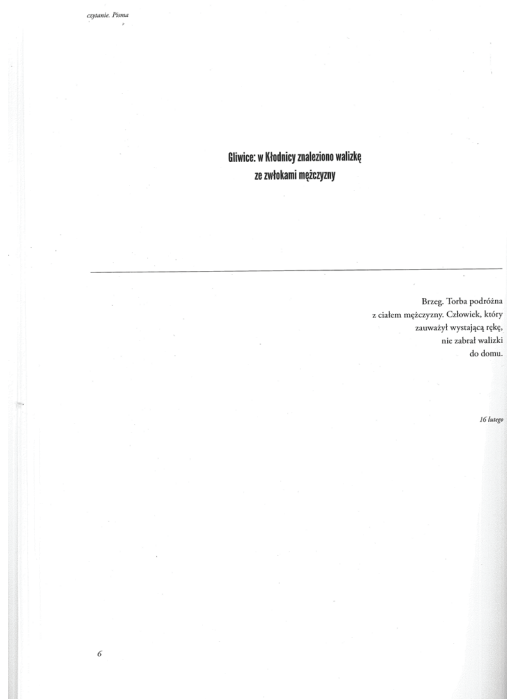 czytanie. Pisma
Gliwice: w Kłodnicy znaleziono walizkę
ze zwłokami mężczyzny
Brzeg. Torba podróżna
z ciałem mężczyzny. Człowiek, który
zauważył wystającą rękę,
nie zabrał walizki
do domu.
16 lutego
6